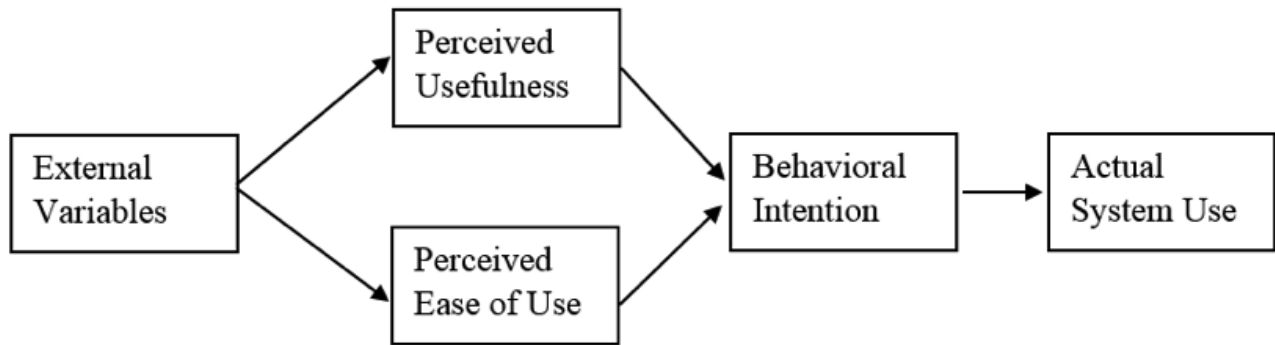 Perceived
Usefulness
External
Variables
Perceived
Ease of Use
Behavioral
Intention
Actual
System Use